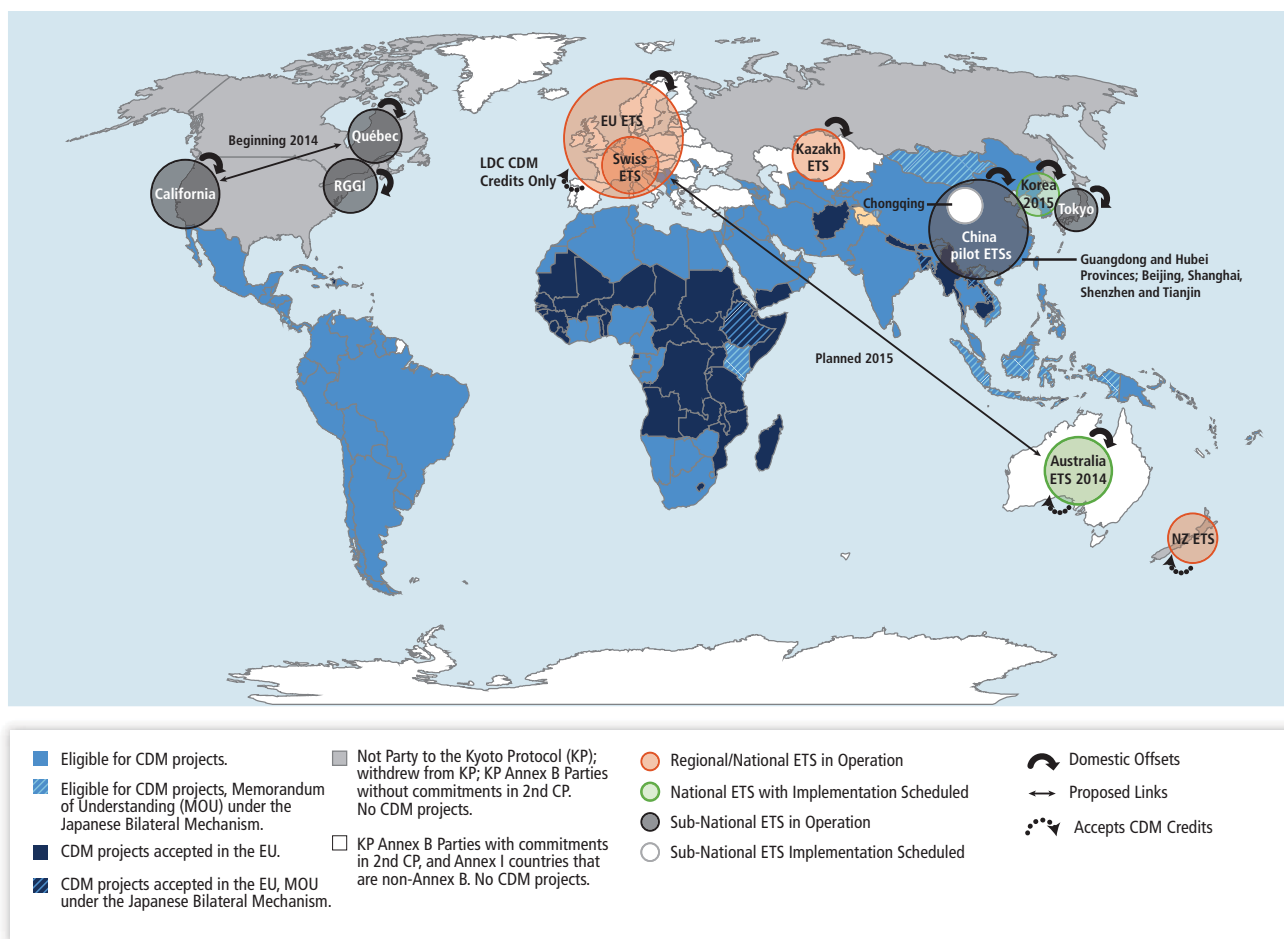 Beginning 2014
Québec
California
RGGI
EU ETS
Swiss
ETS
LDC CDM
Credits Only
Kazakh
ETS
Chongqing
China
pilot ETSs
Korea
2015
Tokyo
Guangdong and Hubei
Provinces; Beijing, Shanghai,
Shenzhen and Tianjin
Planned 2015
Australia
ETS 2014
NZ ETS
Eligible for CDM projects.
Eligible for CDM projects, Memorandum
of Understanding (MOU) under the
Japanese Bilateral Mechanism.
CDM projects accepted in the EU.
CDM projects accepted in the EU, MOU
under the Japanese Bilateral Mechanism.
Not Party to the Kyoto Protocol (KP);
withdrew from KP; KP Annex B Parties
without commitments in 2nd CP.
No CDM projects.
KP Annex B Parties with commitments
in 2nd CP, and Annex I countries that
are non-Annex B. No CDM projects.
Regional/National ETS in Operation
National ETS with Implementation Scheduled
Sub-National ETS in Operation
Sub-National ETS Implementation Scheduled
Domestic Offsets
Proposed Links
Accepts CDM Credits